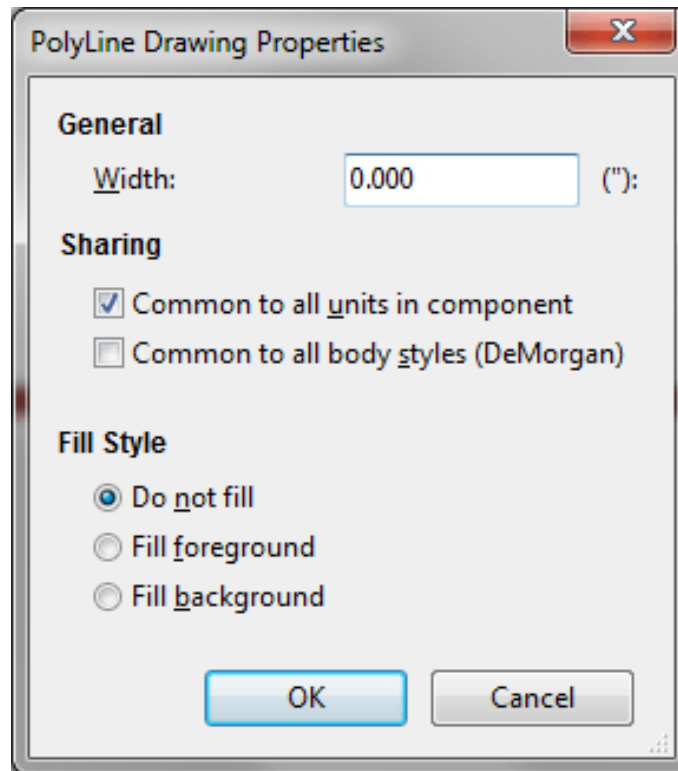 PolyLine Drawing Properties
General
Width: 0.000 ("):
Sharing
Common to all units in component
Common to all body styles (DeMorgan)
Fill Style
Do not fill
Fill foreground
Fill background
OK Cancel